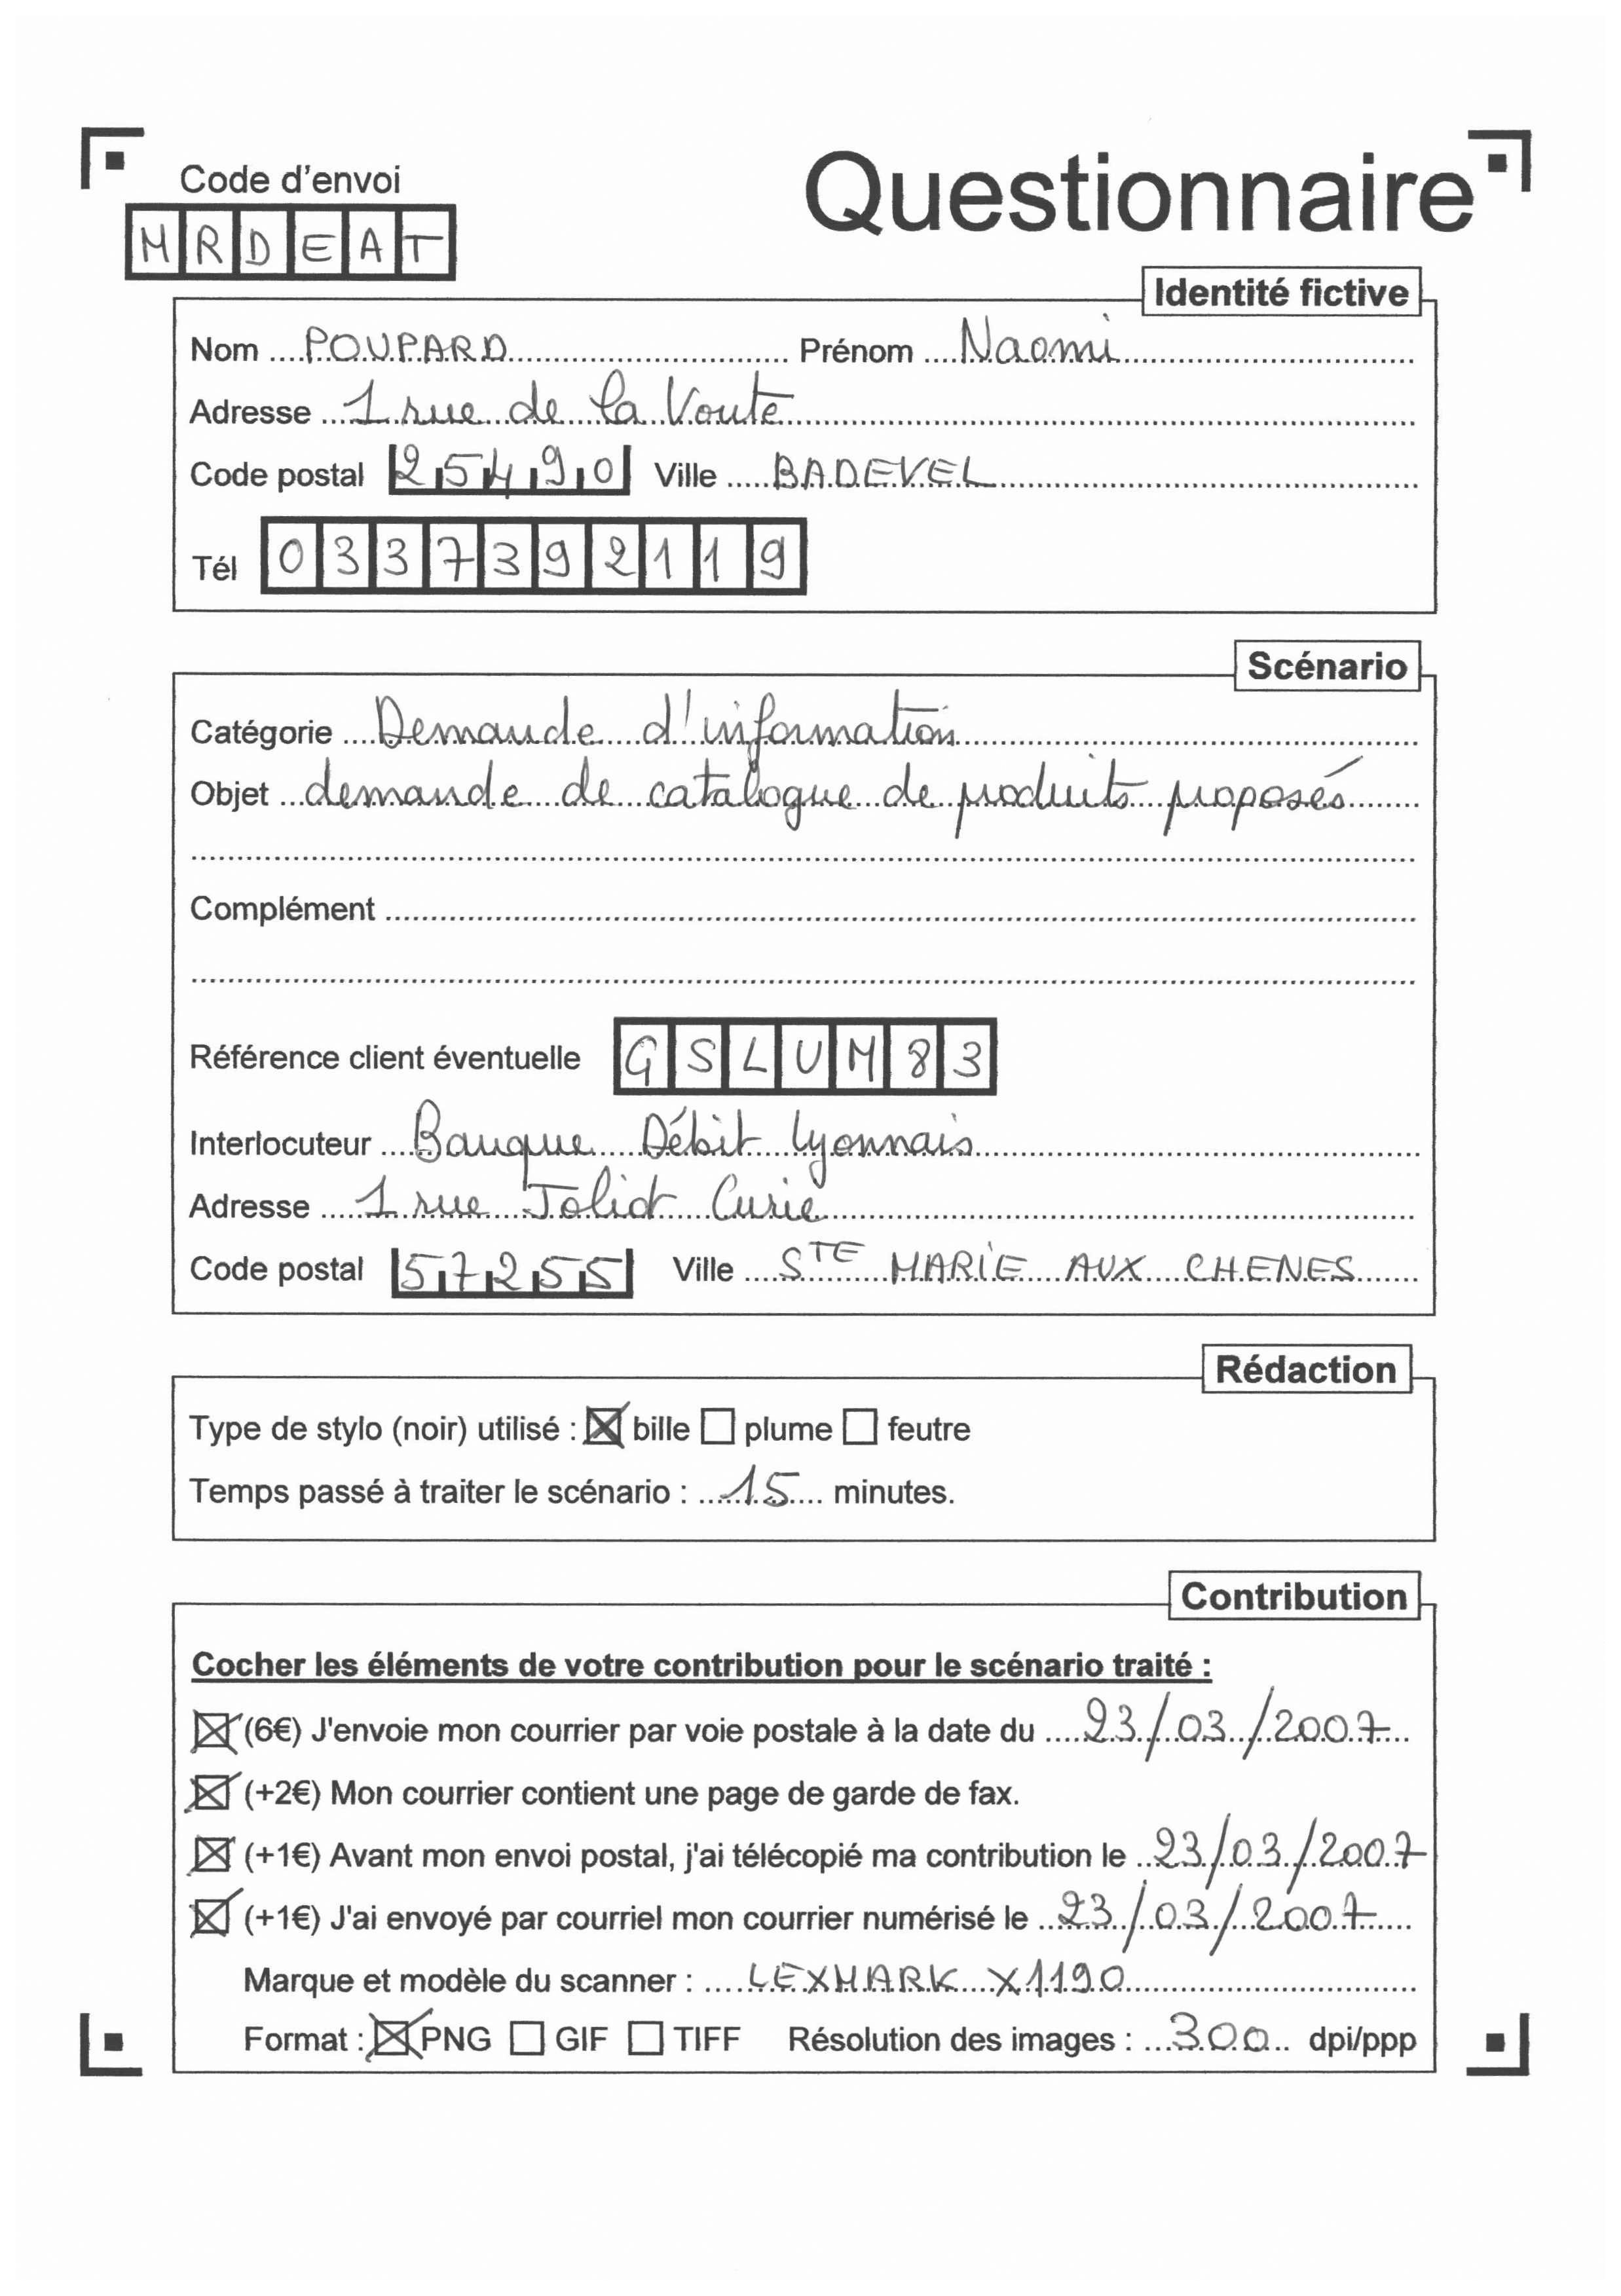 Code d'envoi
Questionnaire
MRDEAT
Identité fictive
Nom POUPARD Prénom Naomi
Adresse 1 rue de la Voute
Code postal 25490 Ville BADEVEL
Tél 0337392119
Scénario
Catégorie Demande d'information
Objet demande de catalogue de produits proposés
Complément
Référence client éventuelle GSLUM83
Interlocuteur Banque Débit Lyonnais
Adresse 1 rue Joliot Curie
Code postal 57255 Ville STE MARIE AUX CHENES
Rédaction
Type de stylo (noir) utilisé : bille plume feutre
Temps passé à traiter le scénario : 15 minutes.
Contribution
Cocher les éléments de votre contribution pour le scénario traité :
(6€) J'envoie mon courrier par voie postale à la date du 23/03/2007
(+2€) Mon courrier contient une page de garde de fax.
(+1€) Avant mon envoi postal, j'ai télécopié ma contribution le 23/03/2007
(+1€) J'ai envoyé par courriel mon courrier numérisé le 23/03/2007
Marque et modèle du scanner : LEXMARK X1190
Format : PNG GIF TIFF Résolution des images : 300 dpi/ppp